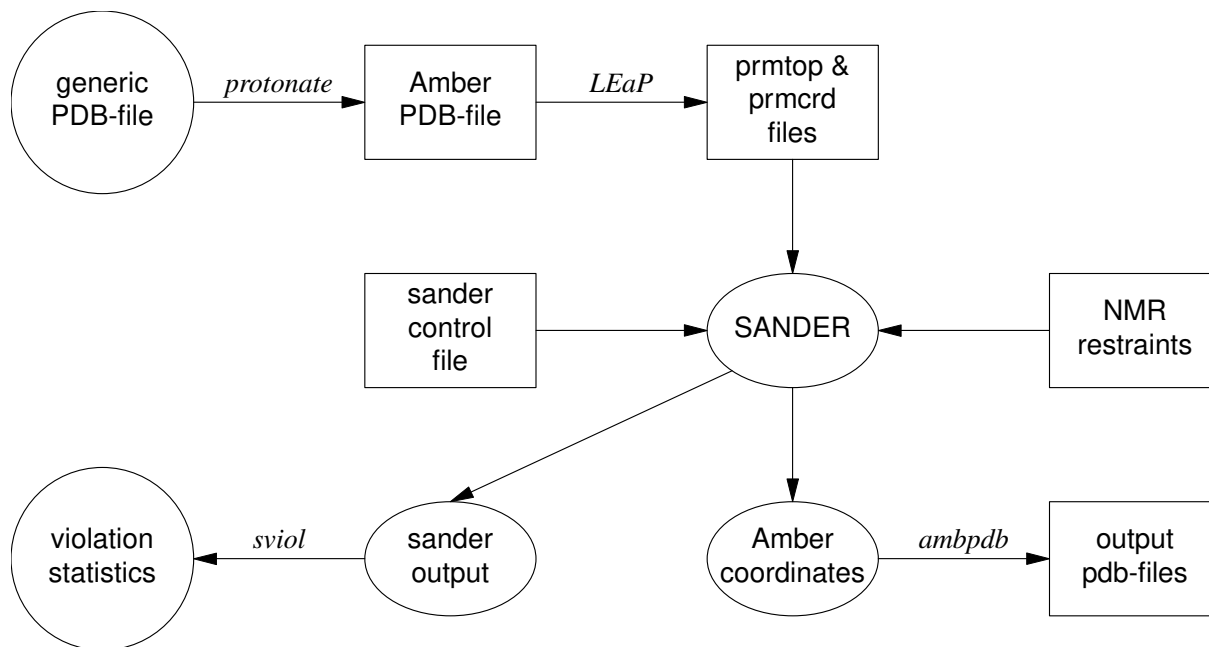 generic
PDB-file
protonate
Amber
PDB-file
LEaP
prmtop &
prmcrd
files
sander
control
file
SANDER
NMR
restraints
violation
statistics
sviol
sander
output
Amber
coordinates
ambpdb
output
pdb-files